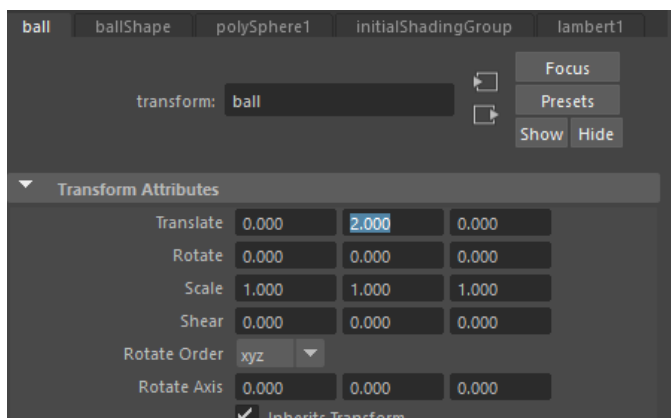 ball ballShape polySphere1 initialShadingGroup lambert1
Focus
transform: ball
Presets
Show Hide
Transform Attributes
Translate 0.000 2.000 0.000
Rotate 0.000 0.000 0.000
Scale 1.000 1.000 1.000
Shear 0.000 0.000 0.000
Rotate Order xyz
Rotate Axis 0.000 0.000 0.000
Inherits Transform